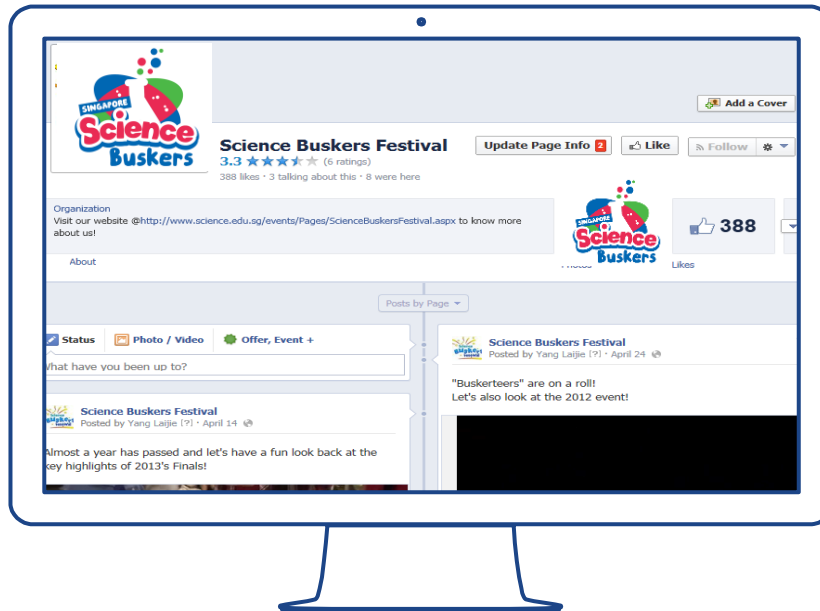 SINGAPORE
Science
Buskers
Add a Cover
Science Buskers Festival
Update Page Info 2
Like
Follow
3.3 (6 ratings)
388 likes · 3 talking about this · 8 were here
Organization
Visit our website @http://www.science.edu.sg/events/Pages/ScienceBuskersFestival.aspx to know more
about us!
SINGAPORE
Science
Buskers
388
About
Photos
Likes
Posts by Page
Status
Photo / Video
Offer, Event +
What have you been up to?
Science Buskers Festival
Posted by Yang Laijie [?] · April 14
Almost a year has passed and let's have a fun look back at the
key highlights of 2013's Finals!
Science Buskers Festival
Posted by Yang Laijie [?] · April 24
"Buskerteers" are on a roll!
Let's also look at the 2012 event!